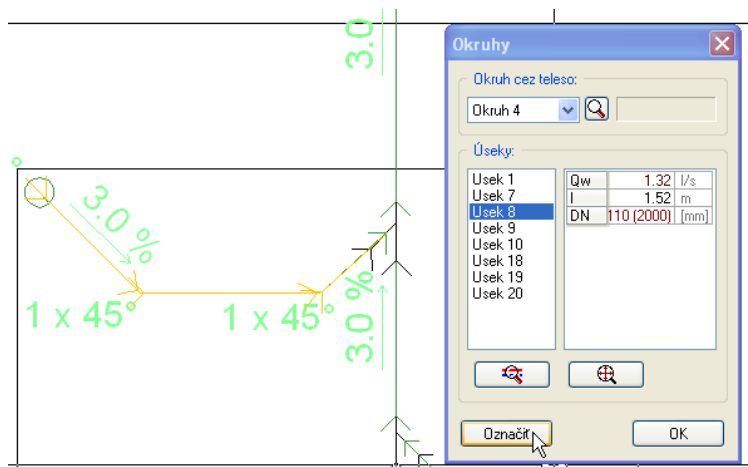 3.0
3.0 %
1 x 45°
1 x 45°
3.0 %
Okruhy
Okruh cez teleso:
Okruh 4
Úseky:
Usek 1
Usek 7
Usek 8
Usek 9
Usek 10
Usek 18
Usek 19
Usek 20
Qw 1.32 l/s
l 1.52 m
DN 110 (2000) [mm]
Označiť
OK